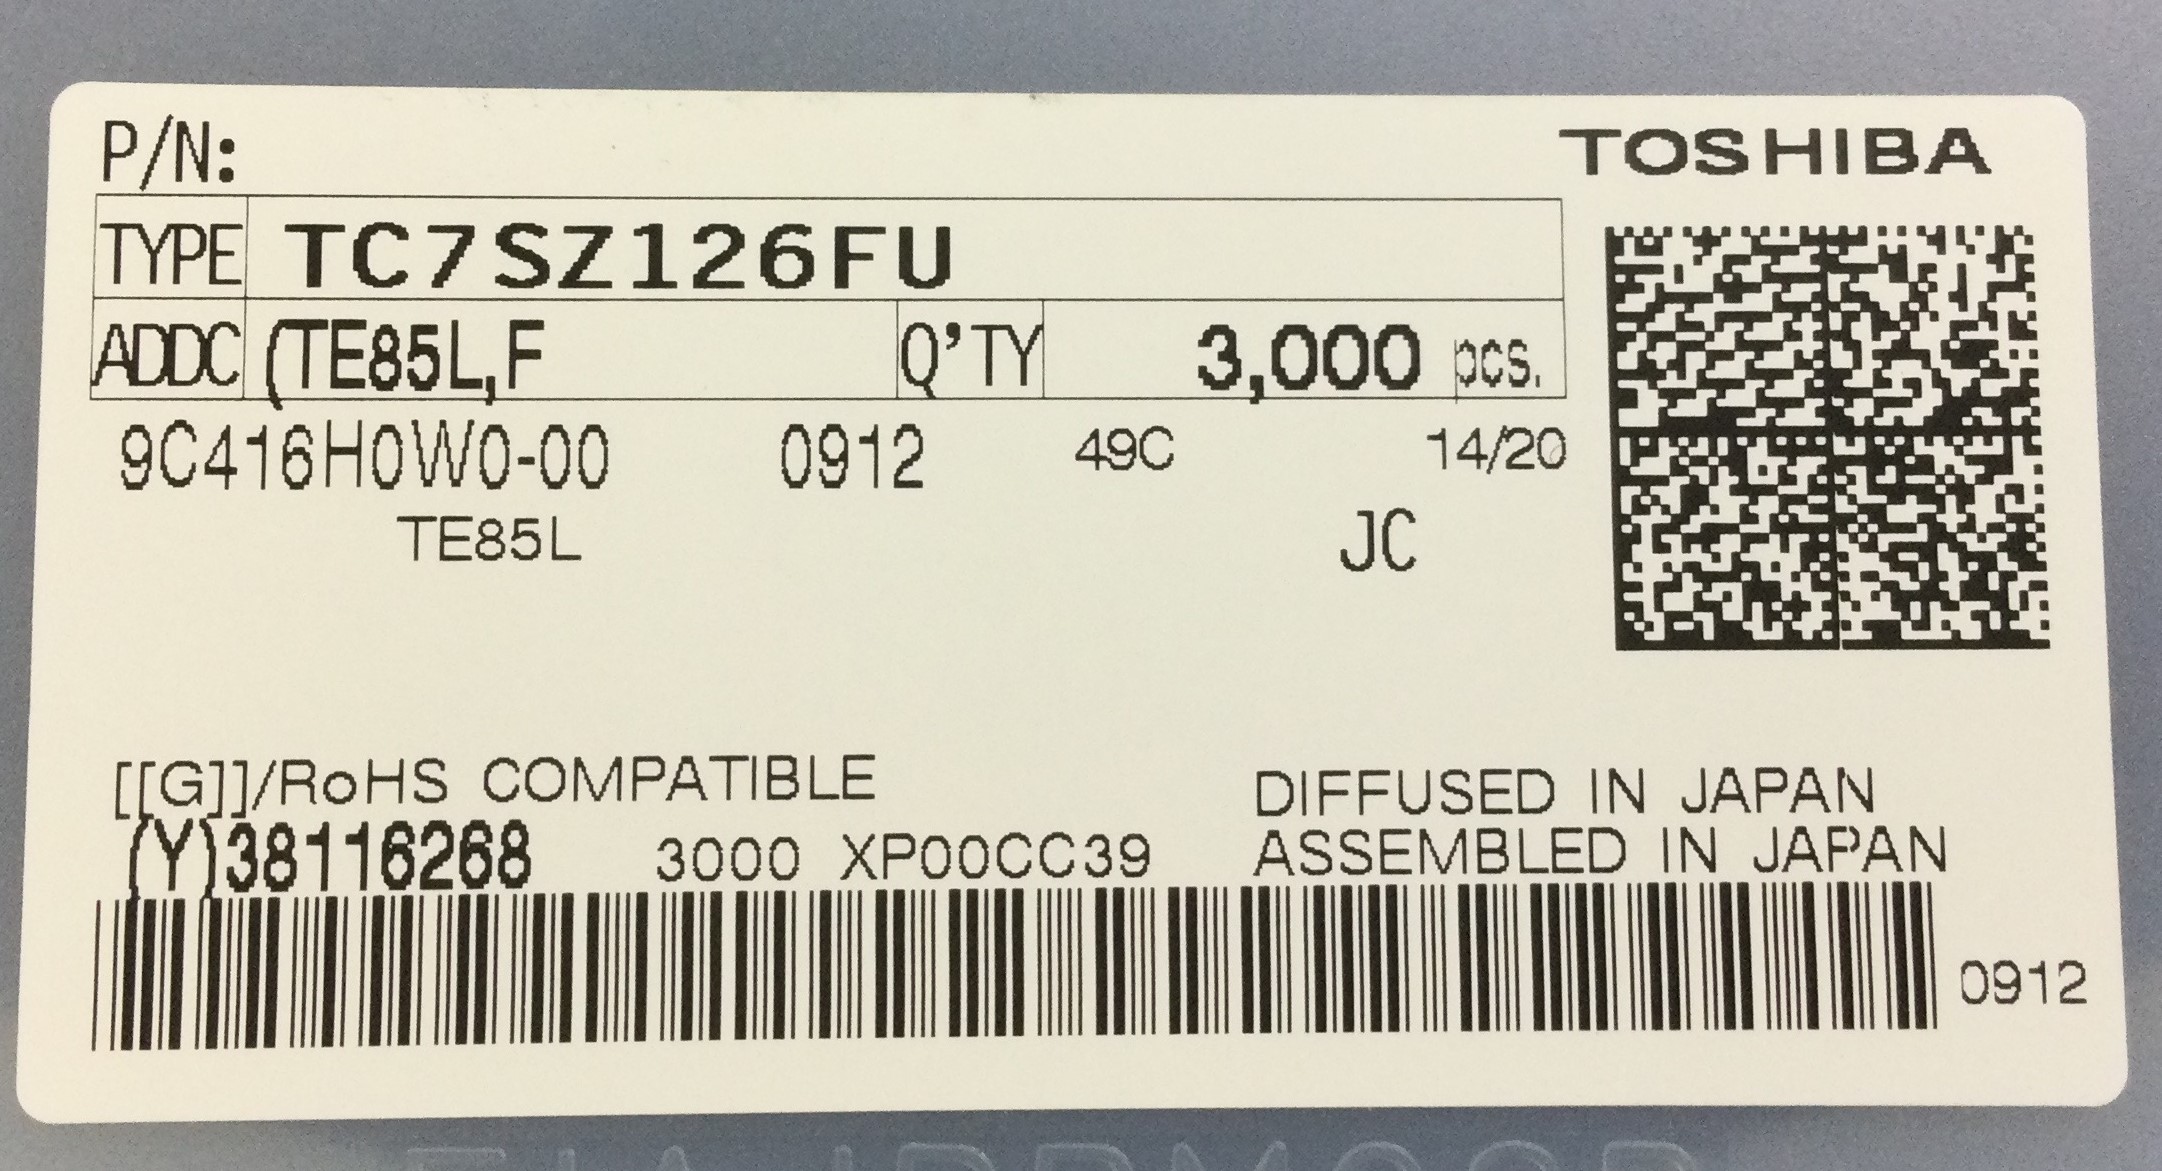 P/N: TOSHIBA
TYPE TC7SZ126FU
ADDC (TE85L,F Q'TY 3,000 pcs.
9C416H0W0-00 0912 49C 14/20
TE85L JC
[[G]]/RoHS COMPATIBLE DIFFUSED IN JAPAN
(Y)38116268 3000 XP00CC39 ASSEMBLED IN JAPAN
0912